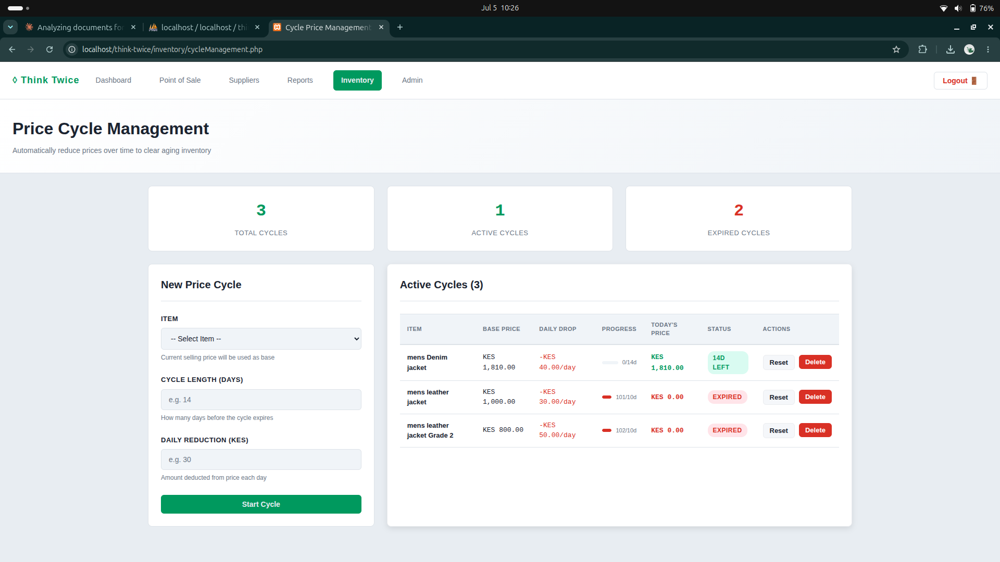 Jul 5 10:26
76%
Analyzing documents for
localhost / localhost / thi
Cycle Price Management
localhost/think-twice/inventory/cycleManagement.php
◊ Think Twice
Dashboard
Point of Sale
Suppliers
Reports
Inventory
Admin
Logout
Price Cycle Management
Automatically reduce prices over time to clear aging inventory
3
TOTAL CYCLES
1
ACTIVE CYCLES
2
EXPIRED CYCLES
New Price Cycle
ITEM
-- Select Item --
Current selling price will be used as base
CYCLE LENGTH (DAYS)
e.g. 14
How many days before the cycle expires
DAILY REDUCTION (KES)
e.g. 30
Amount deducted from price each day
Start Cycle
Active Cycles (3)
ITEM
BASE PRICE
DAILY DROP
PROGRESS
TODAY'S
PRICE
STATUS
ACTIONS
mens Denim
jacket
KES
1,810.00
-KES
40.00/day
0/14d
KES
1,810.00
14D
LEFT
Reset
Delete
mens leather
jacket
KES
1,000.00
-KES
30.00/day
101/10d
KES 0.00
EXPIRED
Reset
Delete
mens leather
jacket Grade 2
KES 800.00
-KES
50.00/day
102/10d
KES 0.00
EXPIRED
Reset
Delete